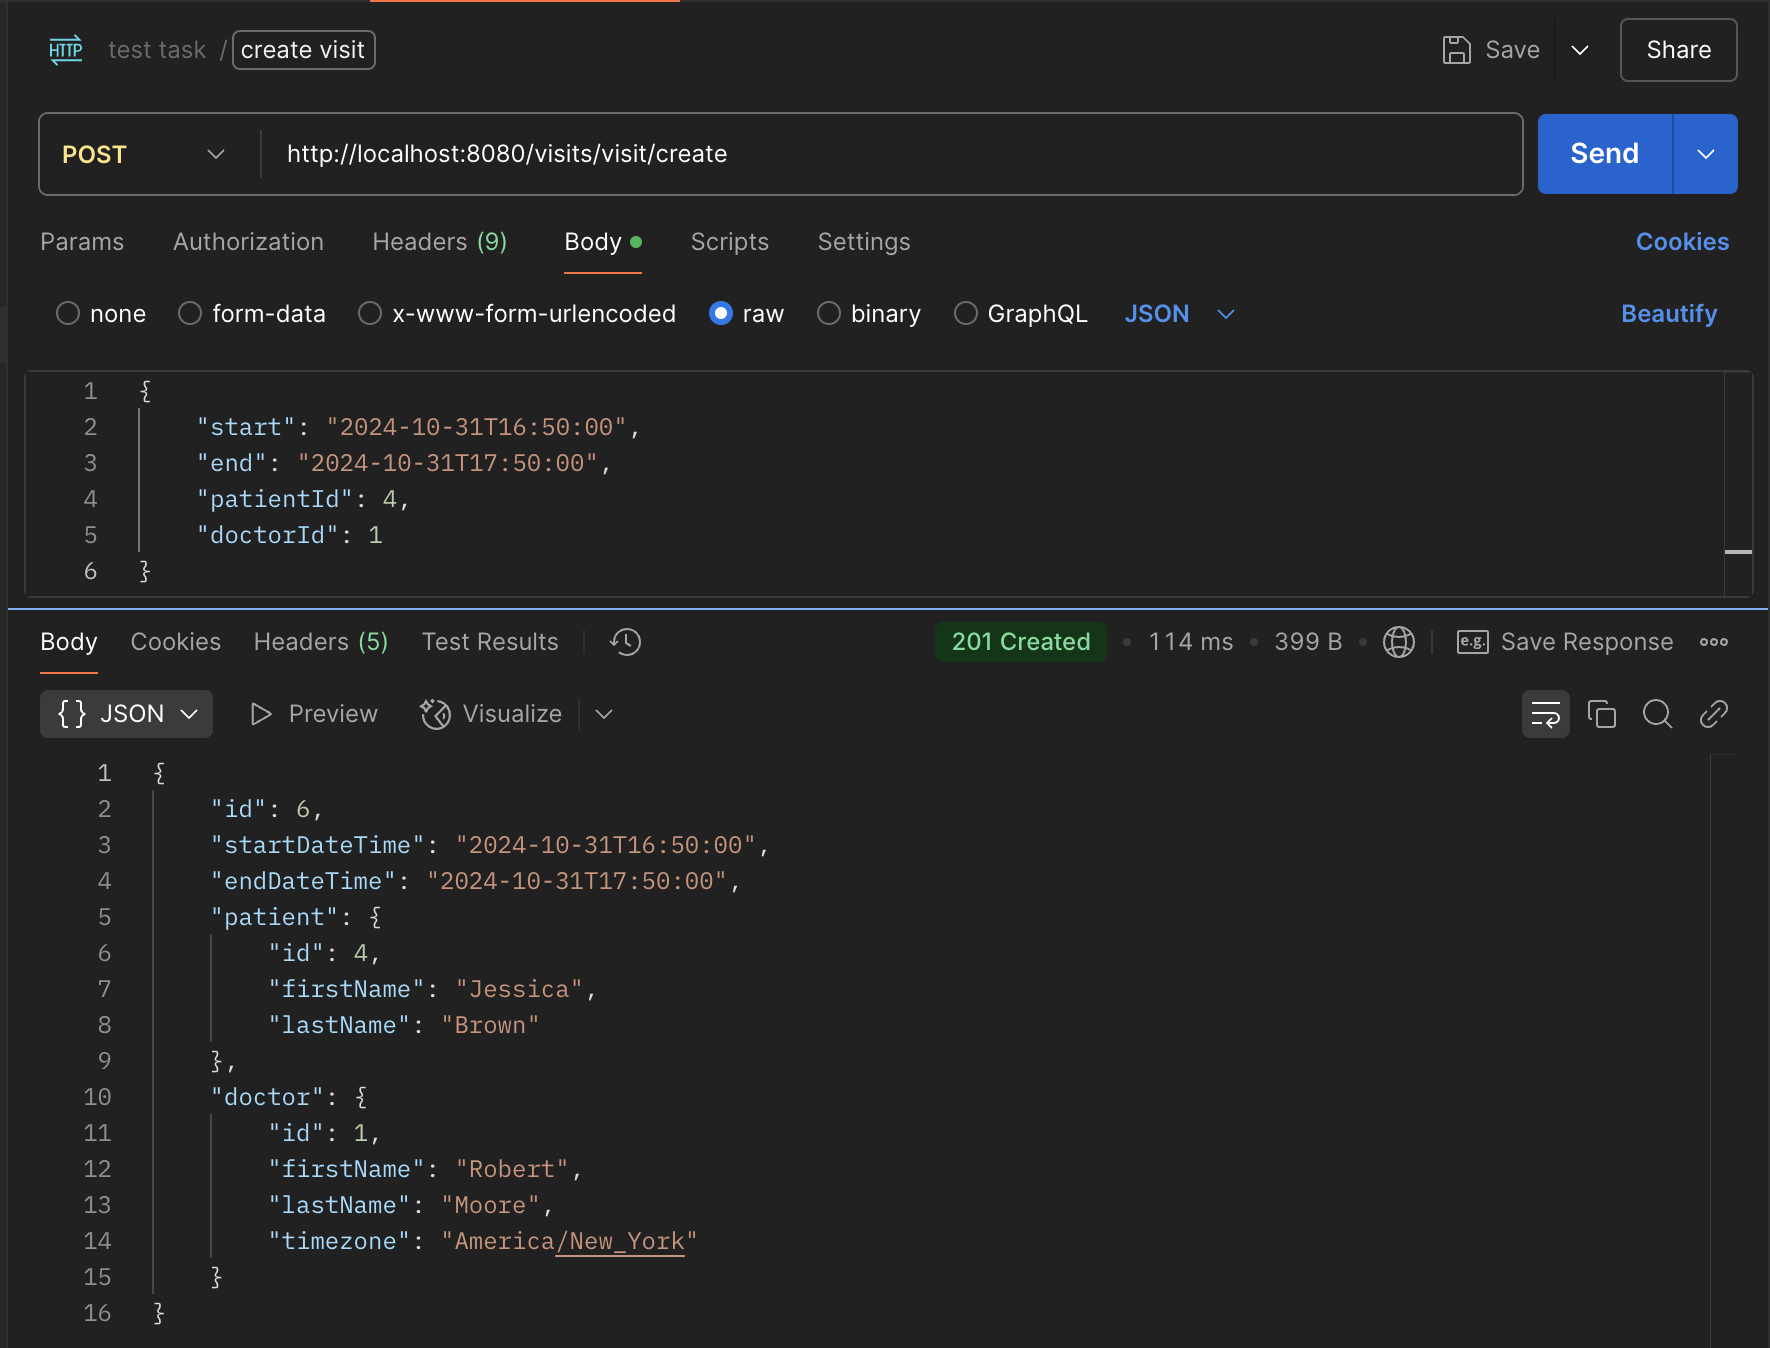 HTTP test task / create visit Save Share
POST http://localhost:8080/visits/visit/create Send
Params Authorization Headers (9) Body Scripts Settings Cookies
none form-data x-www-form-urlencoded raw binary GraphQL JSON Beautify
1 {
2 "start": "2024-10-31T16:50:00",
3 "end": "2024-10-31T17:50:00",
4 "patientId": 4,
5 "doctorId": 1
6 }
Body Cookies Headers (5) Test Results 201 Created • 114 ms • 399 B • e.g. Save Response
{} JSON Preview Visualize
1 {
2 "id": 6,
3 "startDateTime": "2024-10-31T16:50:00",
4 "endDateTime": "2024-10-31T17:50:00",
5 "patient": {
6 "id": 4,
7 "firstName": "Jessica",
8 "lastName": "Brown"
9 },
10 "doctor": {
11 "id": 1,
12 "firstName": "Robert",
13 "lastName": "Moore",
14 "timezone": "America/New_York"
15 }
16 }